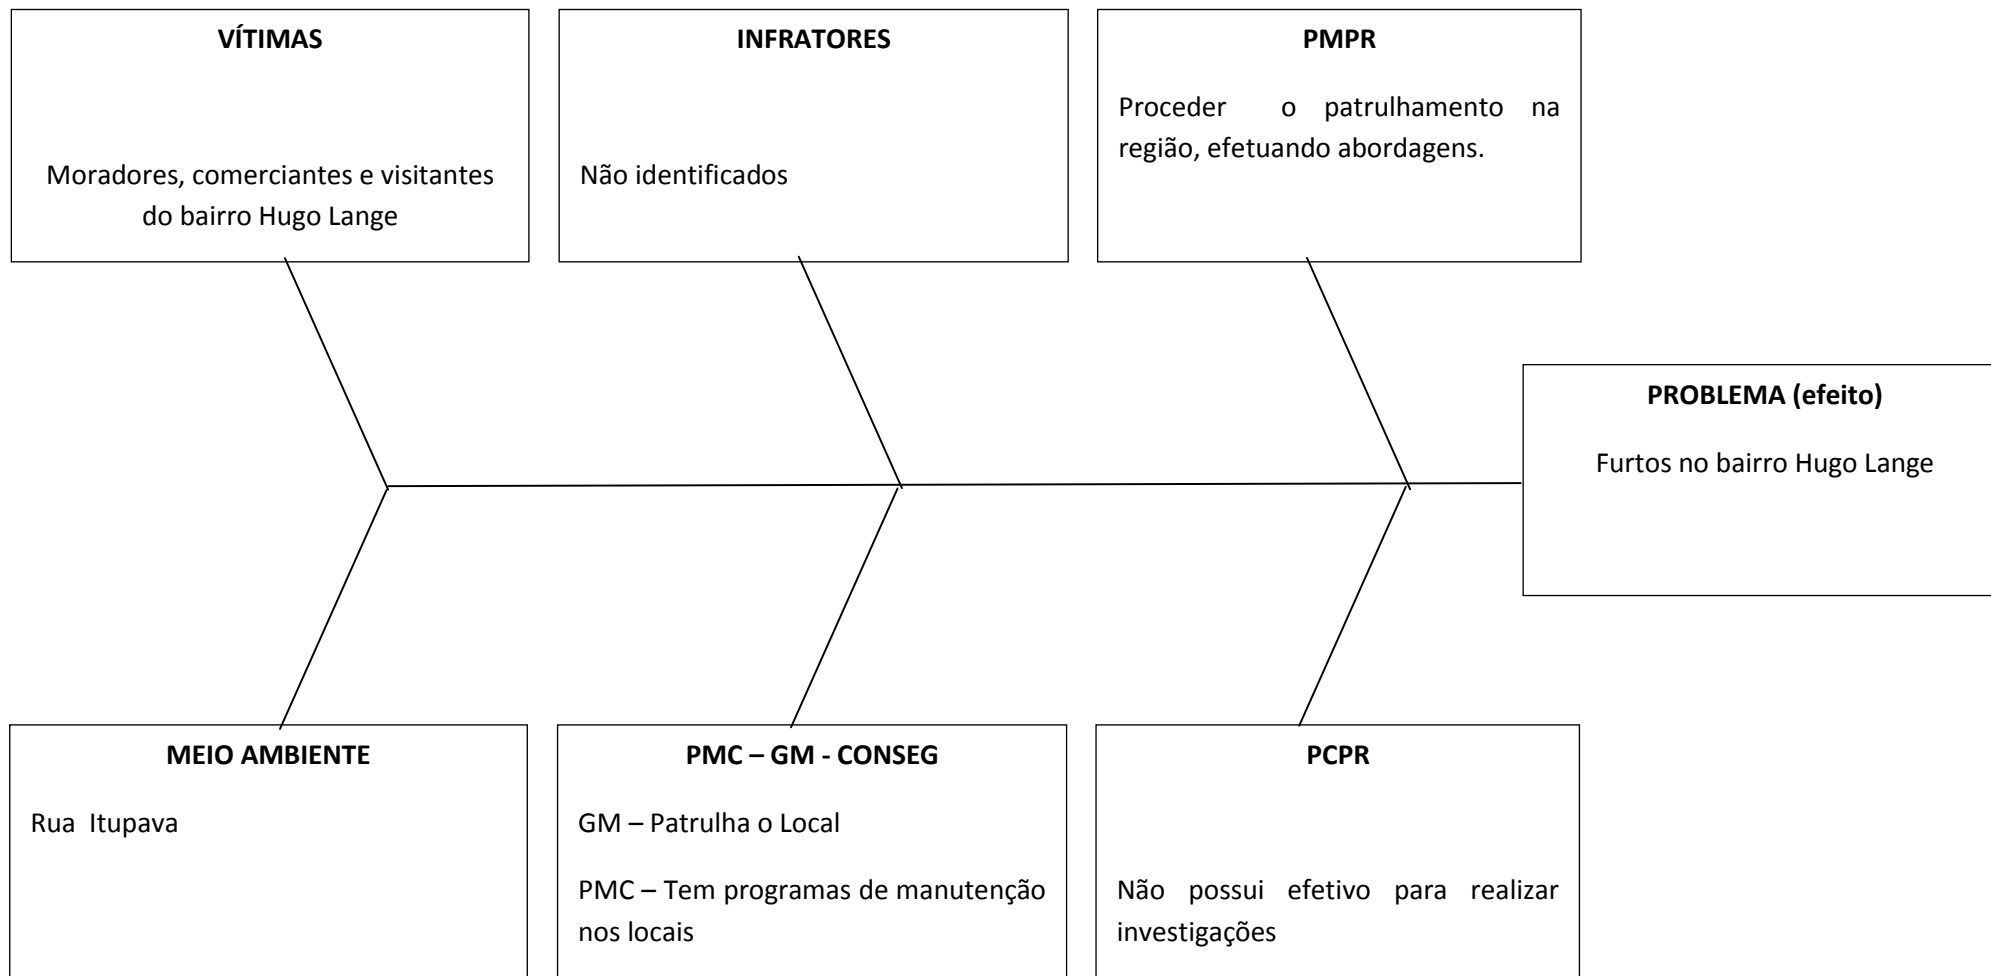 VÍTIMAS
Moradores, comerciantes e visitantes
do bairro Hugo Lange
INFRATORES
Não identificados
PMPR
Proceder o patrulhamento na
região, efetuando abordagens.
PROBLEMA (efeito)
Furtos no bairro Hugo Lange
MEIO AMBIENTE
Rua Itupava
PMC – GM - CONSEG
GM – Patrulha o Local
PMC – Tem programas de manutenção
nos locais
PCPR
Não possui efetivo para realizar
investigações